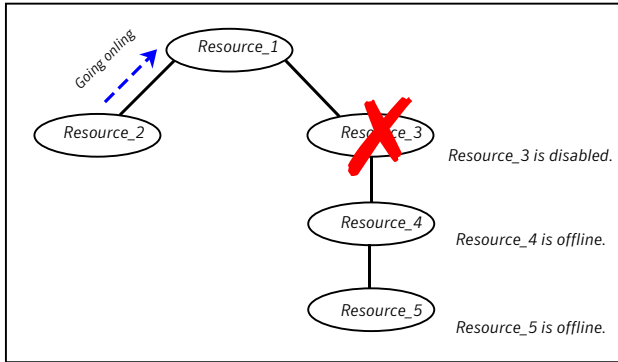 Going onling
Resource_1
Resource_2
Resource_3
Resource_3 is disabled.
Resource_4
Resource_4 is offline.
Resource_5
Resource_5 is offline.